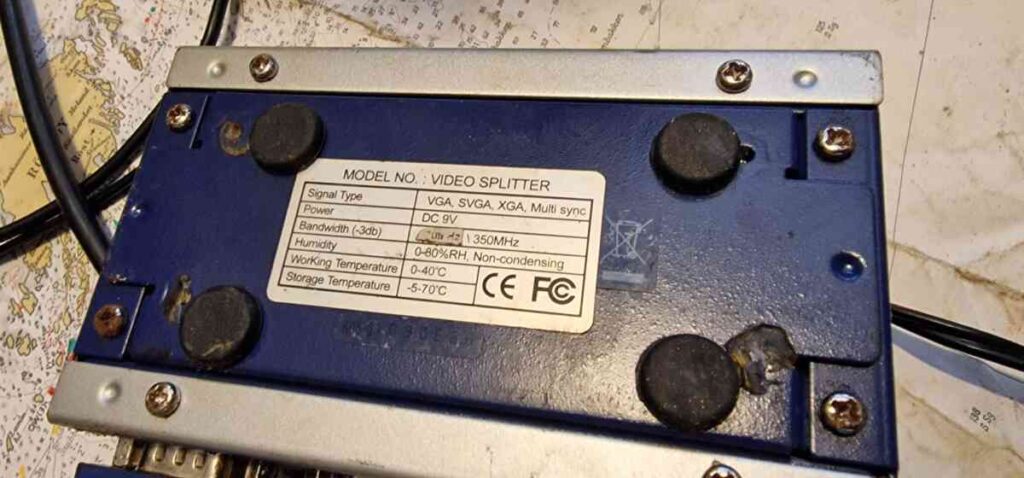 MODEL NO. : VIDEO SPLITTER
Signal Type VGA, SVGA, XGA, Multi sync
Power DC 9V
Bandwidth (-3db) \ 350MHz
Humidity 0-80%RH, Non-condensing
Working Temperature 0-40℃
Storage Temperature -5-70℃
CE FC